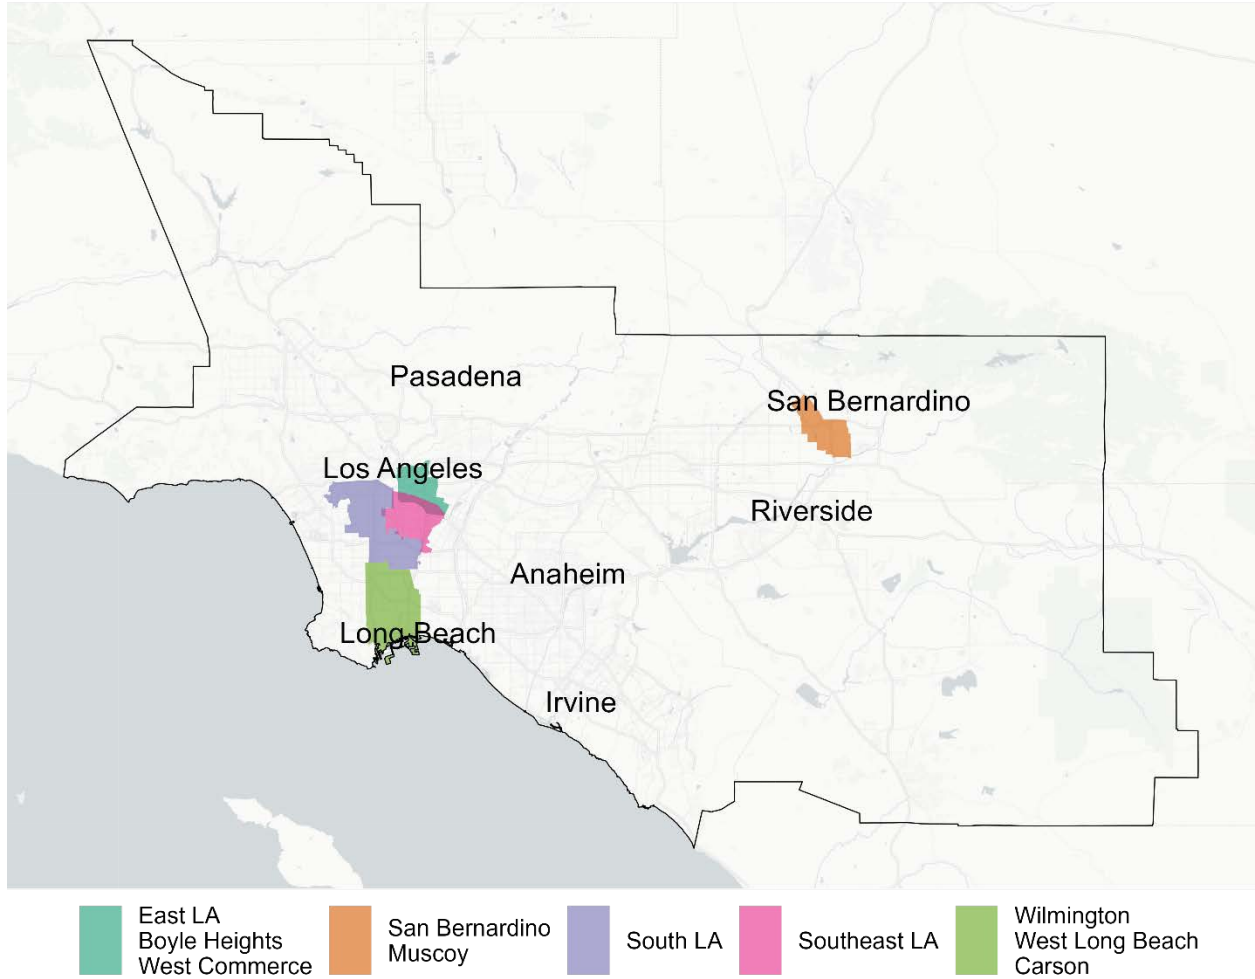 Pasadena
San Bernardino
Los Angeles
Riverside
Anaheim
Long Beach
Irvine
East LA
Boyle Heights
West Commerce
San Bernardino
Muscoy
South LA
Southeast LA
Wilmington
West Long Beach
Carson